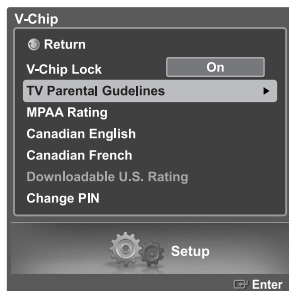 V-Chip
Return
V-Chip Lock On
TV Parental Gudelines
MPAA Rating
Canadian English
Canadian French
Downloadable U.S. Rating
Change PIN
Setup
Enter